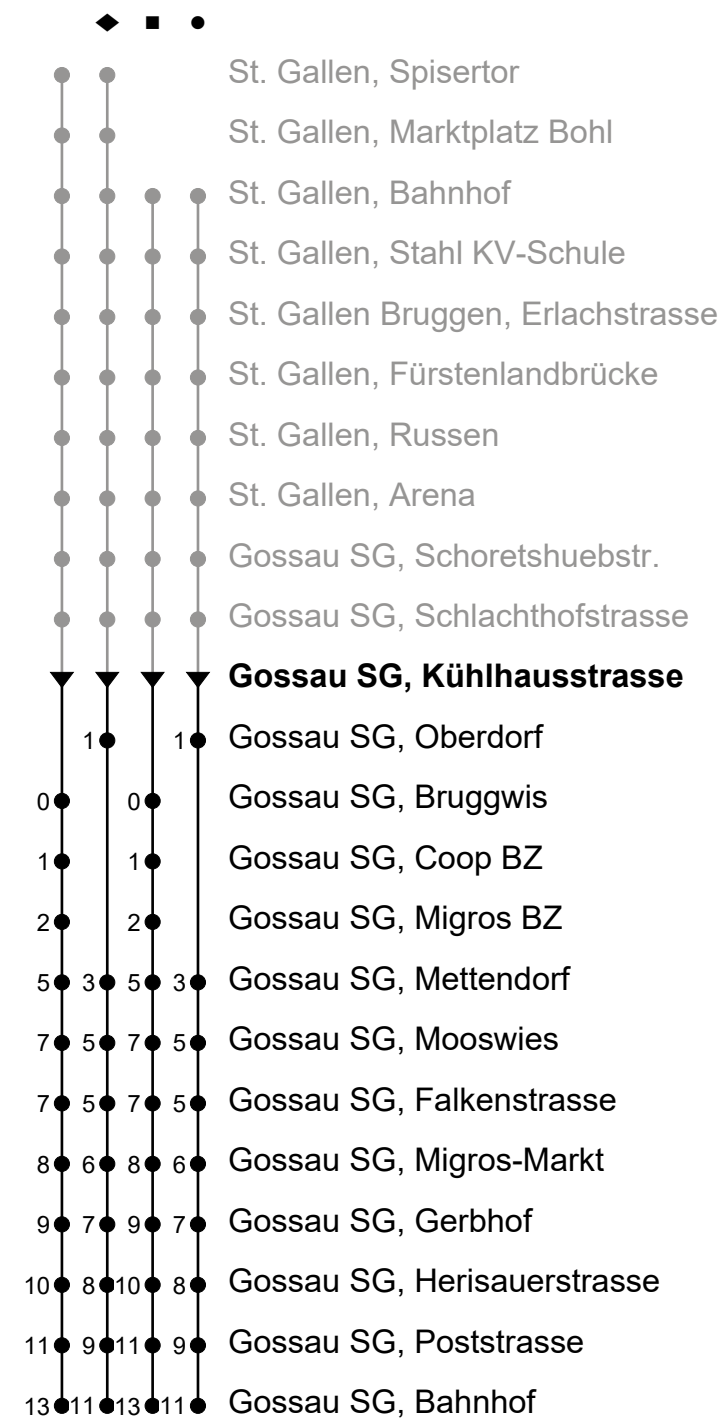 St. Gallen, Spisertor
St. Gallen, Marktplatz Bohl
St. Gallen, Bahnhof
St. Gallen, Stahl KV-Schule
St. Gallen Bruggen, Erlachstrasse
St. Gallen, Fürstenlandbrücke
St. Gallen, Russen
St. Gallen, Arena
Gossau SG, Schoretshuebstr.
Gossau SG, Schlachthofstrasse
Gossau SG, Kühlhausstrasse
1 1 Gossau SG, Oberdorf
0 0 Gossau SG, Bruggwis
1 1 Gossau SG, Coop BZ
2 2 Gossau SG, Migros BZ
5 3 5 3 Gossau SG, Mettendorf
7 5 7 5 Gossau SG, Mooswies
7 5 7 5 Gossau SG, Falkenstrasse
8 6 8 6 Gossau SG, Migros-Markt
9 7 9 7 Gossau SG, Gerbhof
10 8 10 8 Gossau SG, Herisauerstrasse
11 9 11 9 Gossau SG, Poststrasse
13 11 13 11 Gossau SG, Bahnhof